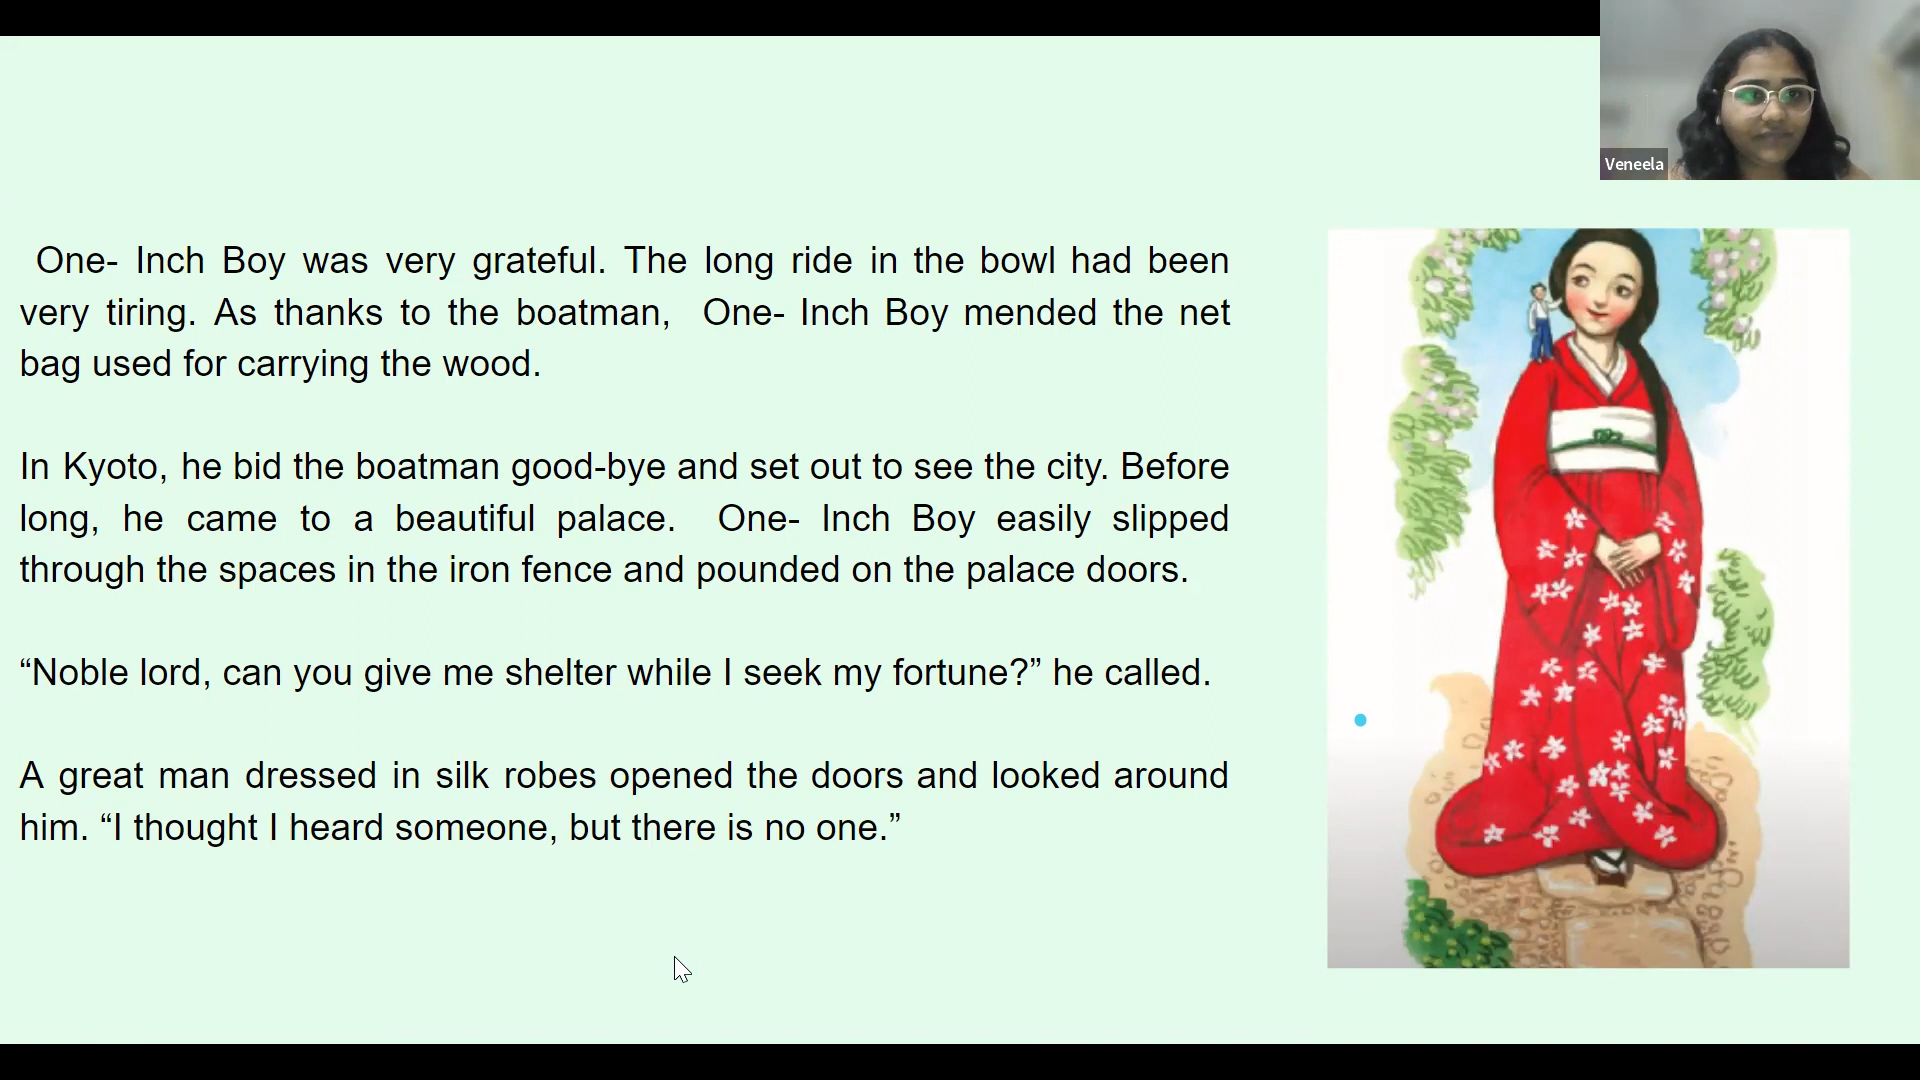 Veneela
One- Inch Boy was very grateful. The long ride in the bowl had been
very tiring. As thanks to the boatman,  One- Inch Boy mended the net
bag used for carrying the wood.
In Kyoto, he bid the boatman good-bye and set out to see the city. Before
long, he came to a beautiful palace.  One- Inch Boy easily slipped
through the spaces in the iron fence and pounded on the palace doors.
“Noble lord, can you give me shelter while I seek my fortune?” he called.
A great man dressed in silk robes opened the doors and looked around
him. “I thought I heard someone, but there is no one.”